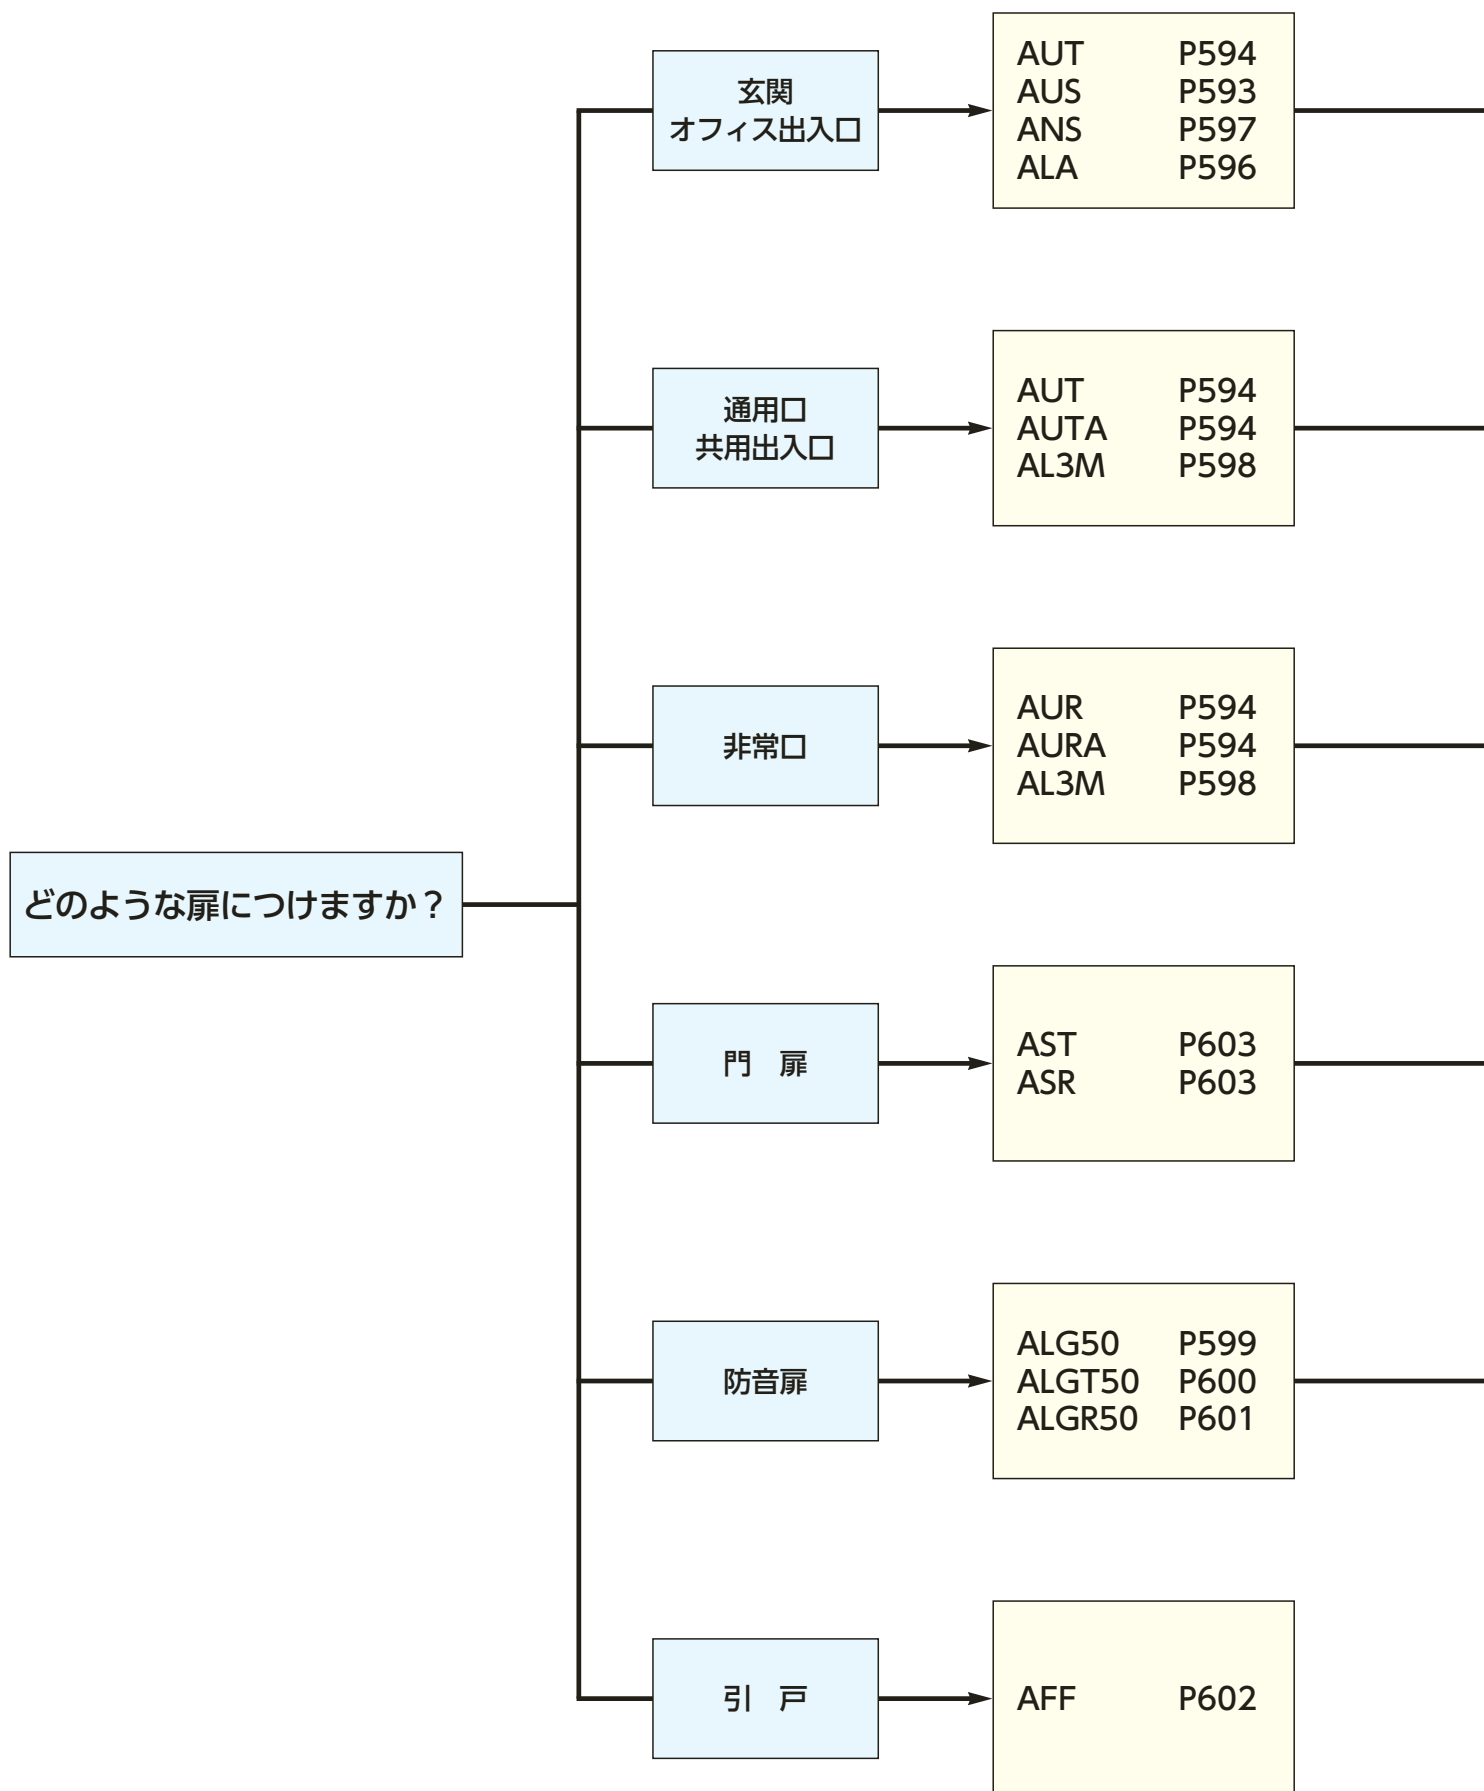 どのような扉につけますか？
玄関
オフィス出入口
AUT P594
AUS P593
ANS P597
ALA P596
通用口
共用出入口
AUT P594
AUTA P594
AL3M P598
非常口
AUR P594
AURA P594
AL3M P598
門　扉
AST P603
ASR P603
防音扉
ALG50 P599
ALGT50 P600
ALGR50 P601
引　戸
AFF P602